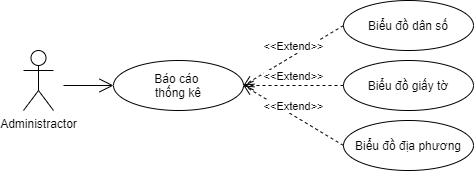 Biểu đồ dân số
<<Extend>>
Báo cáo
thống kê
<<Extend>>
Biểu đồ giấy tờ
<<Extend>>
Administractor
Biểu đồ địa phương